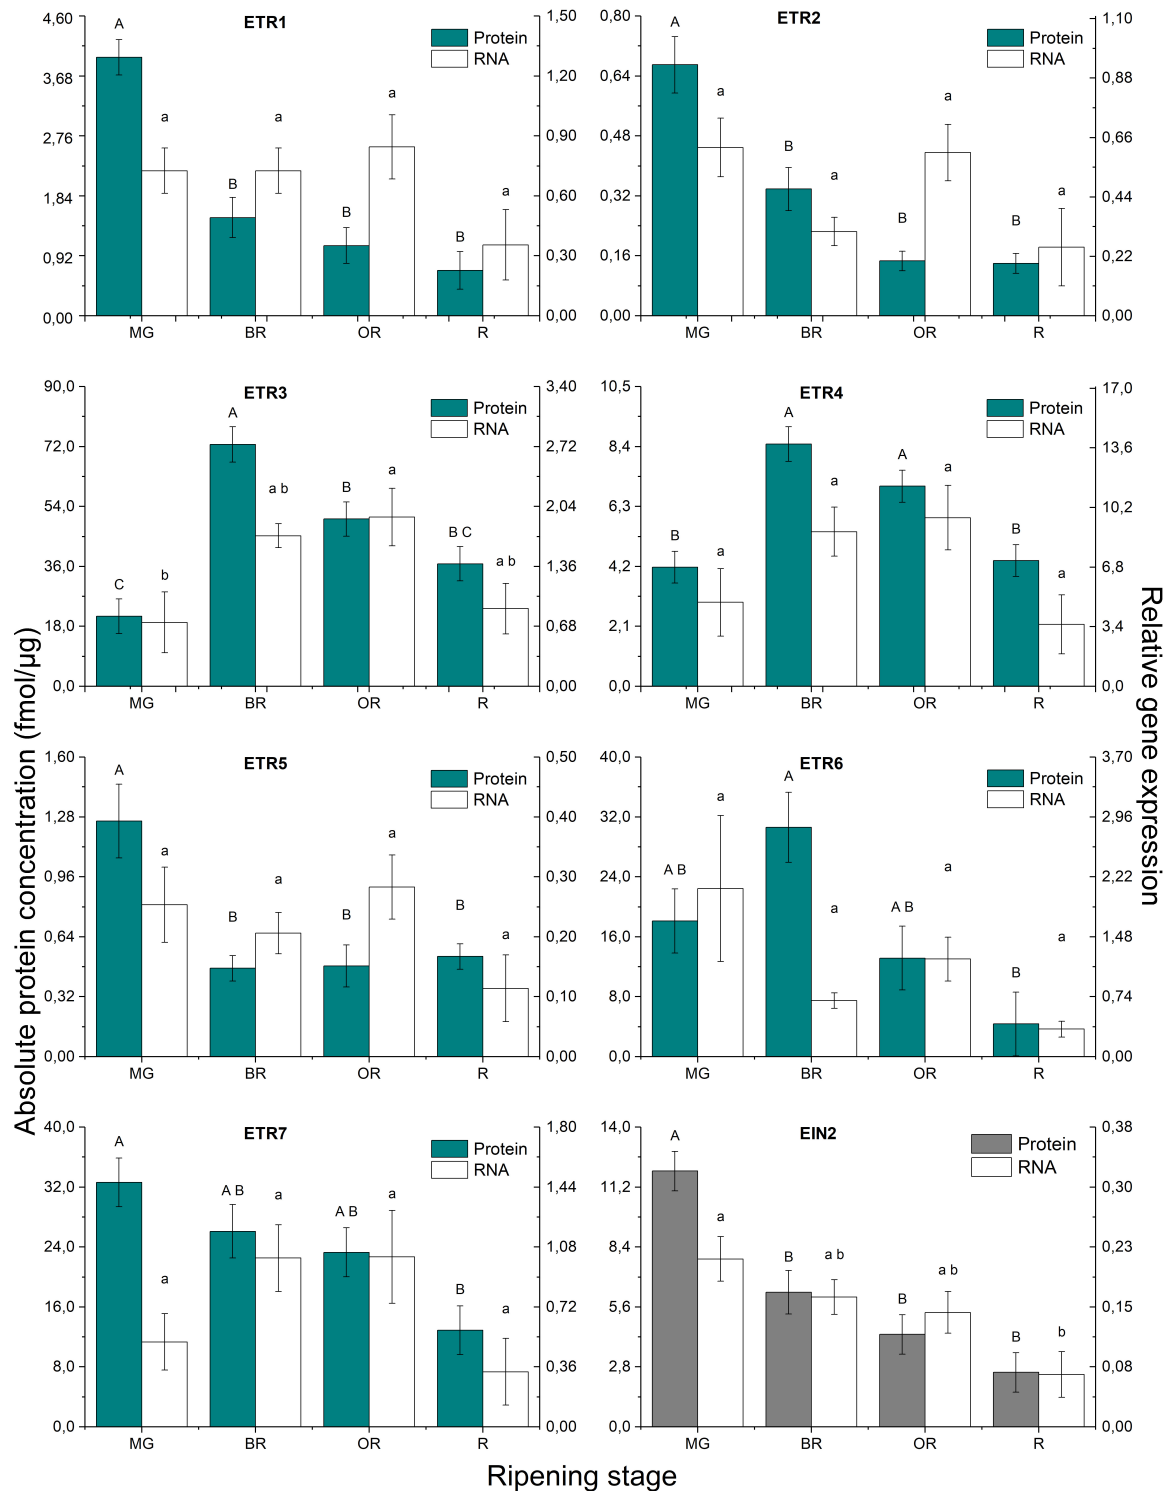 ETR1
4,60
3,68
2,76
1,84
0,92
0,00
1,50
1,20
0,90
0,60
0,30
0,00
Protein
RNA
A
a
B
a
B
a
B
a
MG BR OR R
ETR2
0,80
0,64
0,48
0,32
0,16
0,00
1,10
0,88
0,66
0,44
0,22
0,00
Protein
RNA
A
a
B
a
B
a
B
a
MG BR OR R
ETR3
90,0
72,0
54,0
36,0
18,0
0,0
3,40
2,72
2,04
1,36
0,68
0,00
Protein
RNA
C
b
A
a b
B
a
B C
a b
MG BR OR R
ETR4
10,5
8,4
6,3
4,2
2,1
0,0
17,0
13,6
10,2
6,8
3,4
0,0
Protein
RNA
B
a
A
a
A
a
B
a
MG BR OR R
ETR5
1,60
1,28
0,96
0,64
0,32
0,00
0,50
0,40
0,30
0,20
0,10
0,00
Protein
RNA
A
a
B
a
B
a
B
a
MG BR OR R
ETR6
40,0
32,0
24,0
16,0
8,0
0,0
3,70
2,96
2,22
1,48
0,74
0,00
Protein
RNA
A B
a
A
a
A B
a
B
a
MG BR OR R
ETR7
40,0
32,0
24,0
16,0
8,0
0,0
1,80
1,44
1,08
0,72
0,36
0,00
Protein
RNA
A
a
A B
a
A B
a
B
a
MG BR OR R
EIN2
14,0
11,2
8,4
5,6
2,8
0,0
0,38
0,30
0,23
0,15
0,08
0,00
Protein
RNA
A
a
B
a b
B
a b
B
b
MG BR OR R
Absolute protein concentration (fmol/µg)
Relative gene expression
Ripening stage